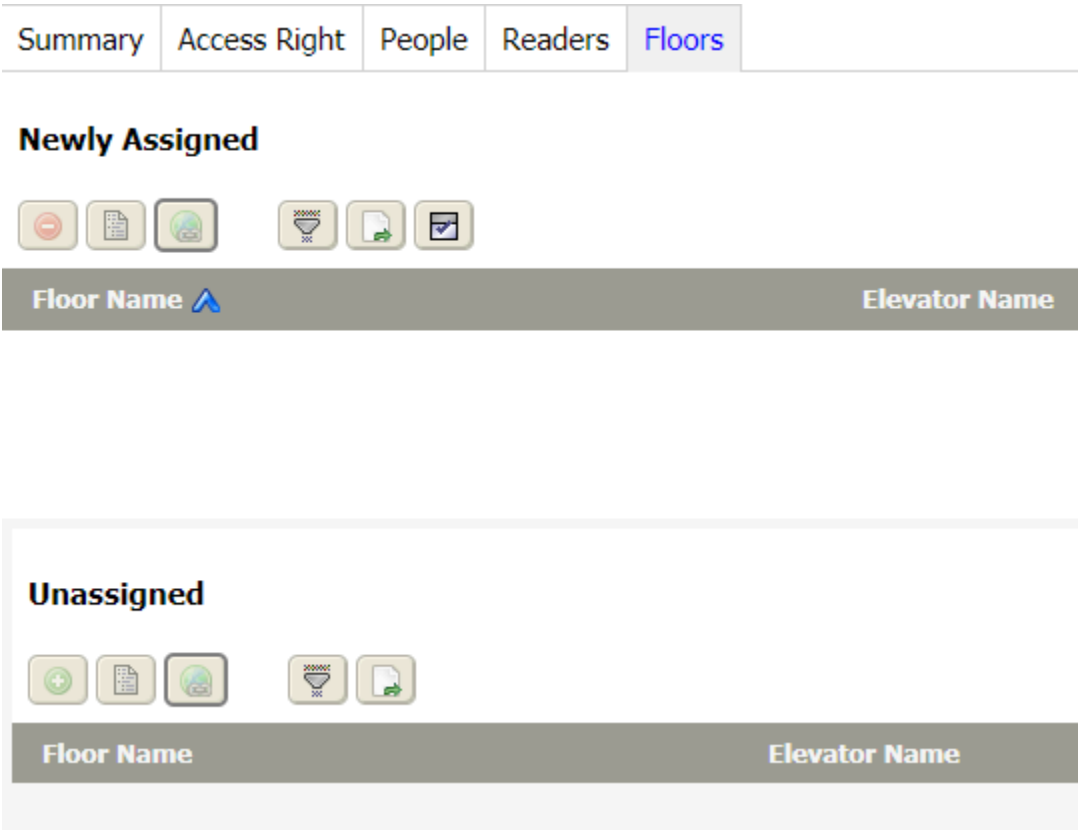 Summary Access Right People Readers Floors
Newly Assigned
Floor Name Elevator Name
Unassigned
Floor Name Elevator Name